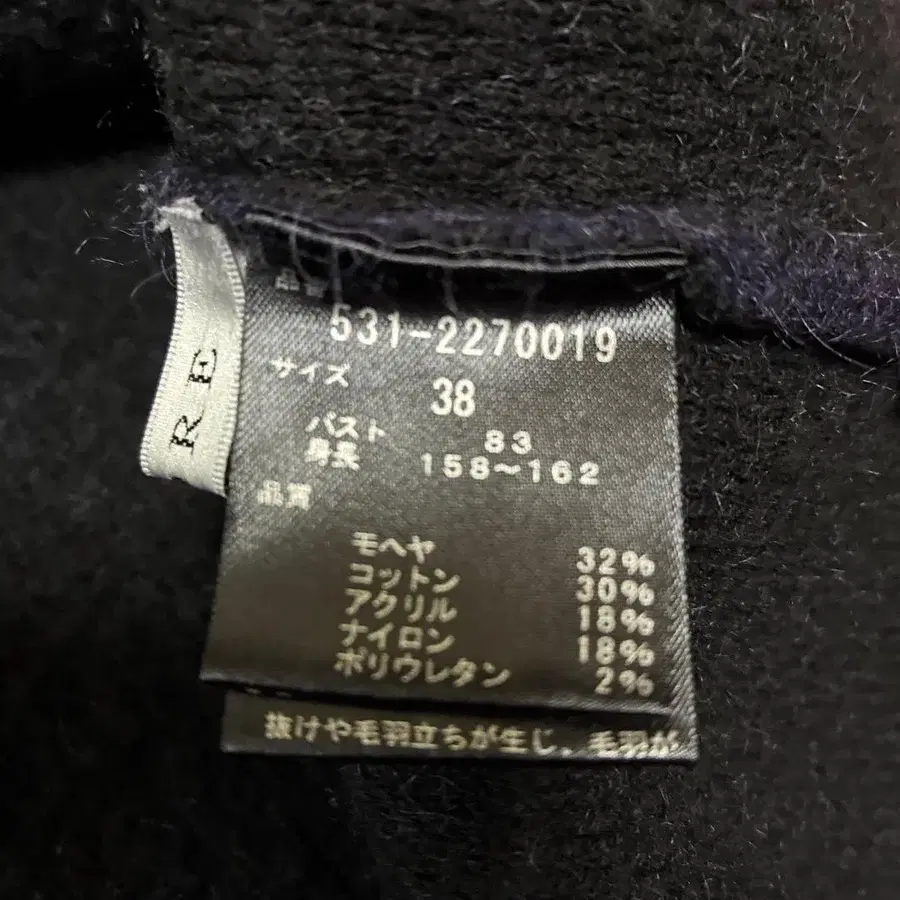 R E
531-2270019
サイズ
38
バスト 83
身長 158～162
品質
モヘヤ 32%
コットン 30%
アクリル 18%
ナイロン 18%
ポリウレタン 2%
抜けや毛羽立ちが生じ、毛羽が